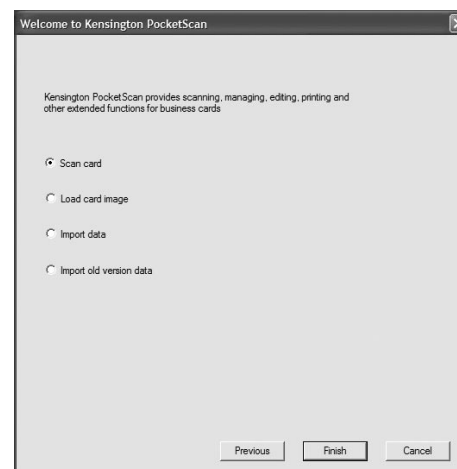 Welcome to Kensington PocketScan
Kensington PocketScan provides scanning, managing, editing, printing and
other extended functions for business cards
Scan card
Load card image
Import data
Import old version data
Previous Finish Cancel